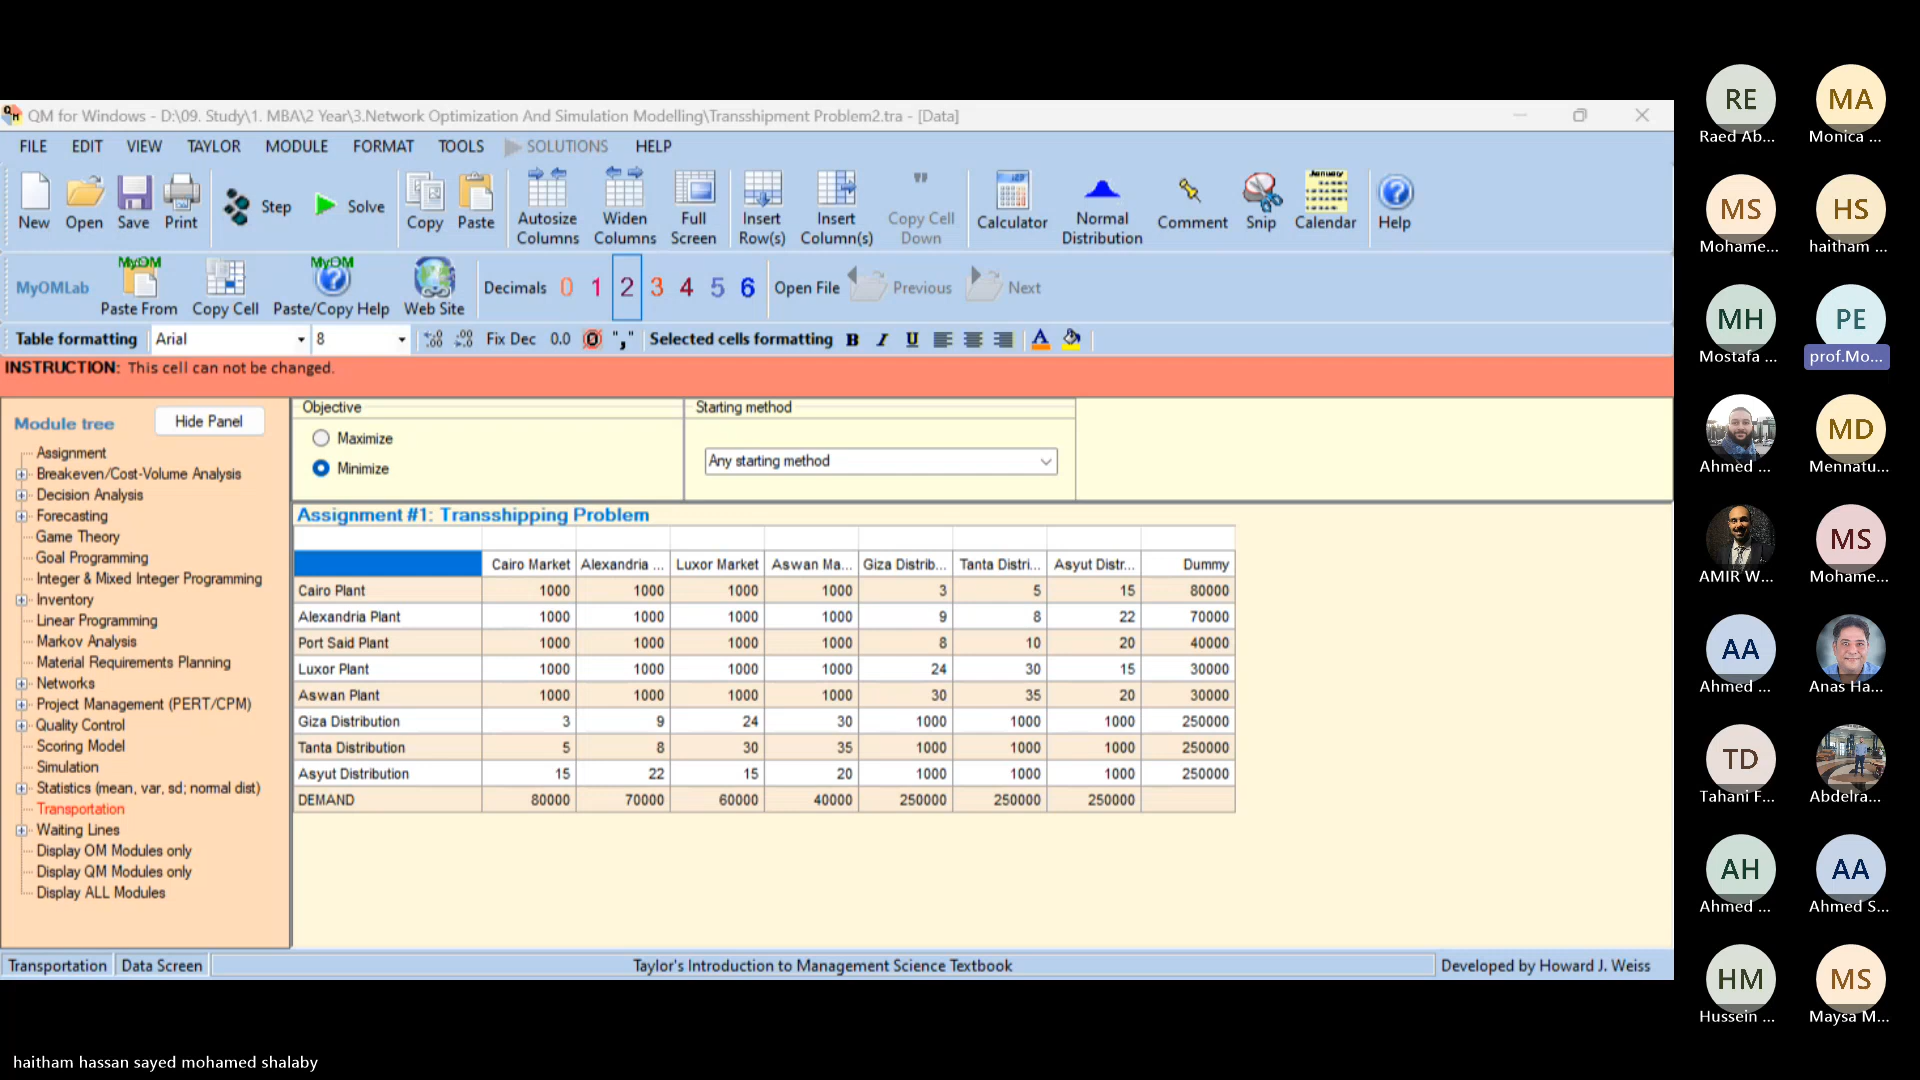 QM for Windows - D:\09. Study\1. MBA\2 Year\3.Network Optimization And Simulation Modelling\Transshipment Problem2.tra - [Data]
FILE EDIT VIEW TAYLOR MODULE FORMAT TOOLS SOLUTIONS HELP
New Open Save Print Step Solve Copy Paste Autosize Columns Widen Columns Full Screen Insert Row(s) Insert Column(s) Copy Cell Down Calculator Normal Distribution Comment Snip Calendar Help
MyOMLab Paste From Copy Cell Paste/Copy Help Web Site Decimals 0 1 2 3 4 5 6 Open File Previous Next
Table formatting Arial 8 Fix Dec 0.0 "," Selected cells formatting B I U A
INSTRUCTION: This cell can not be changed.
Module tree Hide Panel
Assignment
Breakeven/Cost-Volume Analysis
Decision Analysis
Forecasting
Game Theory
Goal Programming
Integer & Mixed Integer Programming
Inventory
Linear Programming
Markov Analysis
Material Requirements Planning
Networks
Project Management (PERT/CPM)
Quality Control
Scoring Model
Simulation
Statistics (mean, var, sd; normal dist)
Transportation
Waiting Lines
Display OM Modules only
Display QM Modules only
Display ALL Modules
Objective
Maximize
Minimize
Starting method
Any starting method
Assignment #1: Transshipping Problem
Cairo Market Alexandria ... Luxor Market Aswan Ma... Giza Distrib... Tanta Distri... Asyut Distr... Dummy
Cairo Plant 1000 1000 1000 1000 3 5 15 80000
Alexandria Plant 1000 1000 1000 1000 9 8 22 70000
Port Said Plant 1000 1000 1000 1000 8 10 20 40000
Luxor Plant 1000 1000 1000 1000 24 30 15 30000
Aswan Plant 1000 1000 1000 1000 30 35 20 30000
Giza Distribution 3 9 24 30 1000 1000 1000 250000
Tanta Distribution 5 8 30 35 1000 1000 1000 250000
Asyut Distribution 15 22 15 20 1000 1000 1000 250000
DEMAND 80000 70000 60000 40000 250000 250000 250000
Transportation Data Screen Taylor's Introduction to Management Science Textbook Developed by Howard J. Weiss
RE MA
Raed Ab... Monica ...
MS HS
Mohame... haitham ...
MH PE
Mostafa ... prof.Mo...
MD
Ahmed ... Mennatu...
MS
AMIR W... Mohame...
AA
Ahmed ... Anas Ha...
TD
Tahani F... Abdelra...
AH AA
Ahmed ... Ahmed S...
HM MS
Hussein ... Maysa M...
haitham hassan sayed mohamed shalaby